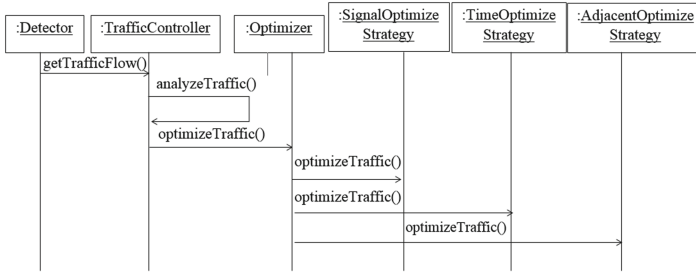 :Detector
:TrafficController
:Optimizer
:SignalOptimize
Strategy
:TimeOptimize
Strategy
:AdjacentOptimize
Strategy
getTrafficFlow()
analyzeTraffic()
optimizeTraffic()
optimizeTraffic()
optimizeTraffic()
optimizeTraffic()